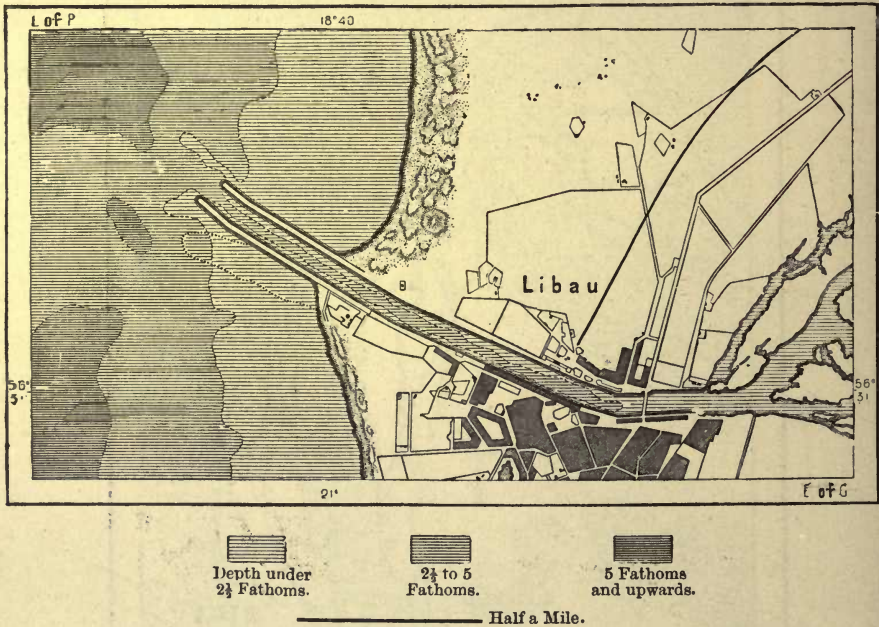 L of P
18°40
B
Libau
56°
31'
56°
31
21°
E of G
Depth under
2½ Fathoms.
2½ to 5
Fathoms.
5 Fathoms
and upwards.
Half a Mile.